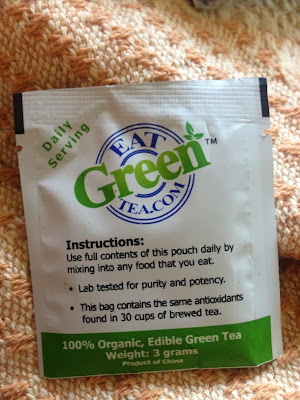 Daily
Serving
EAT
Green™
TEA.COM
Instructions:
Use full contents of this pouch daily by
mixing into any food that you eat.
• Lab tested for purity and potency.
• This bag contains the same antioxidants
found in 30 cups of brewed tea.
100% Organic, Edible Green Tea
Weight: 3 grams
Product of China